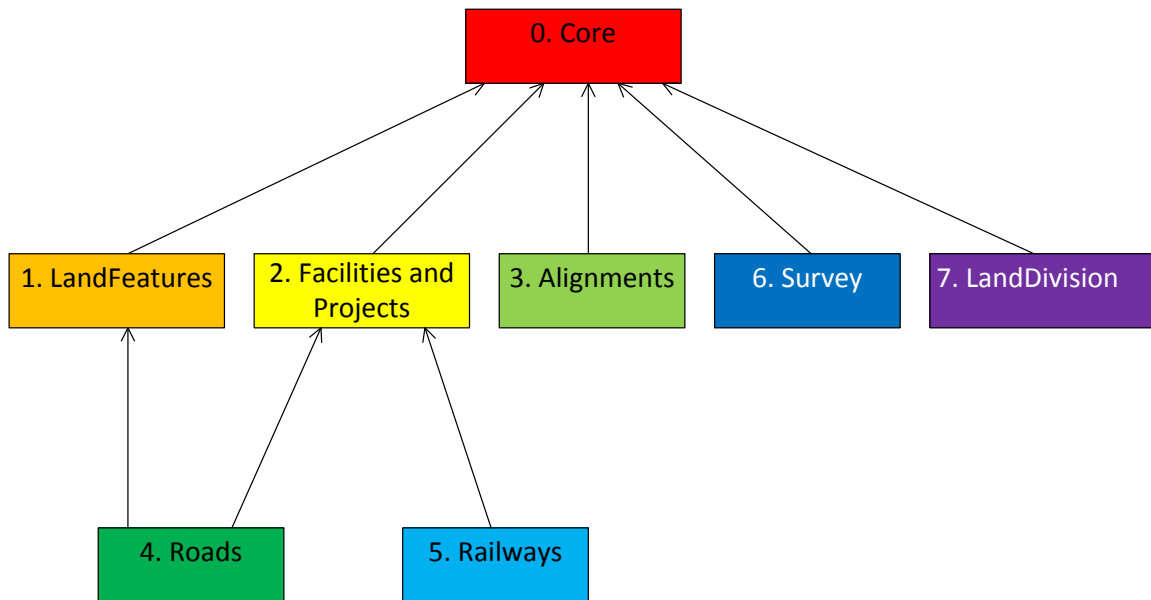 0. Core
1. LandFeatures
2. Facilities and
Projects
3. Alignments
6. Survey
7. LandDivision
4. Roads
5. Railways